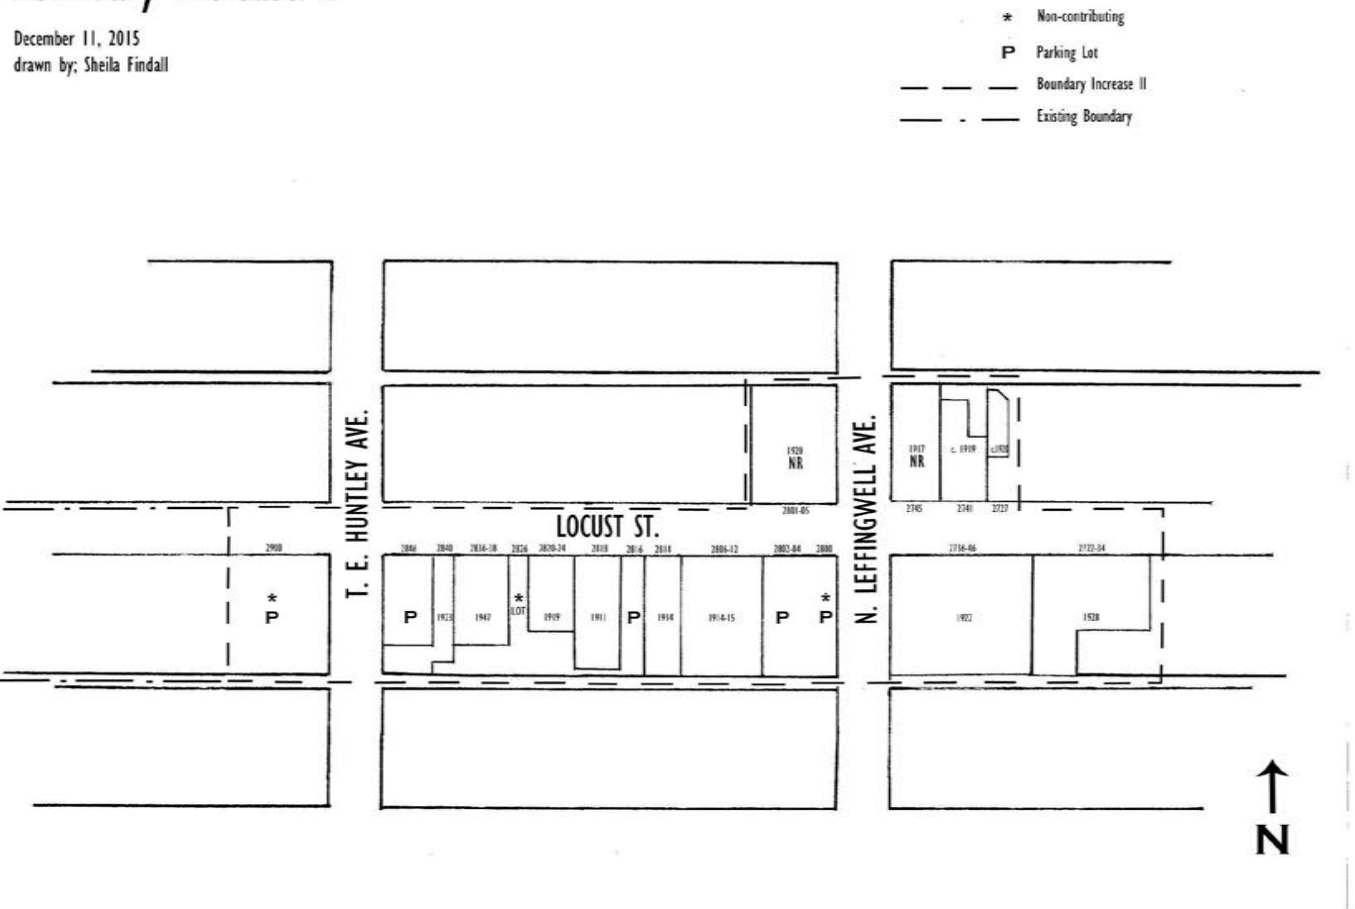 December 11, 2015
drawn by; Sheila Findall
* Non-contributing
P Parking Lot
Boundary Increase II
Existing Boundary
T. E. HUNTLEY AVE.
N. LEFFINGWELL AVE.
1920
NR
1917
NR
c. 1919
c.1920
2801-05
2745
2741
2727
LOCUST ST.
2900
2846
2840
2836-38
2826
2820-24
2818
2816
2814
2806-12
2802-04
2800
2736-46
2722-34
*
P
P
1923
1947
*
LOT
1919
1911
P
1914
1914-15
P
*
P
1922
1920
N